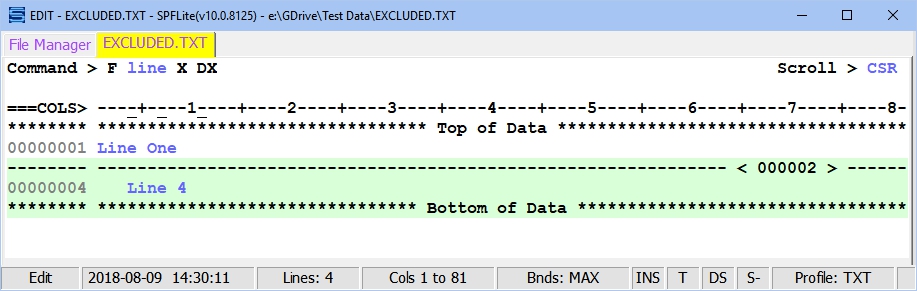 EDIT - EXCLUDED.TXT - SPFLite(v10.0.8125) - e:\GDrive\Test Data\EXCLUDED.TXT
File Manager EXCLUDED.TXT
Command > F line X DX Scroll > CSR
===COLS> ----+----1----+----2----+----3----+----4----+----5----+----6----+----7----+----8-
******** ********************************* Top of Data ***********************************
00000001 Line One
-------- --------------------------------------------------------------- < 000002 > ------
00000004 Line 4
******** ******************************** Bottom of Data *********************************
Edit 2018-08-09 14:30:11 Lines: 4 Cols 1 to 81 Bnds: MAX INS T DS S- Profile: TXT